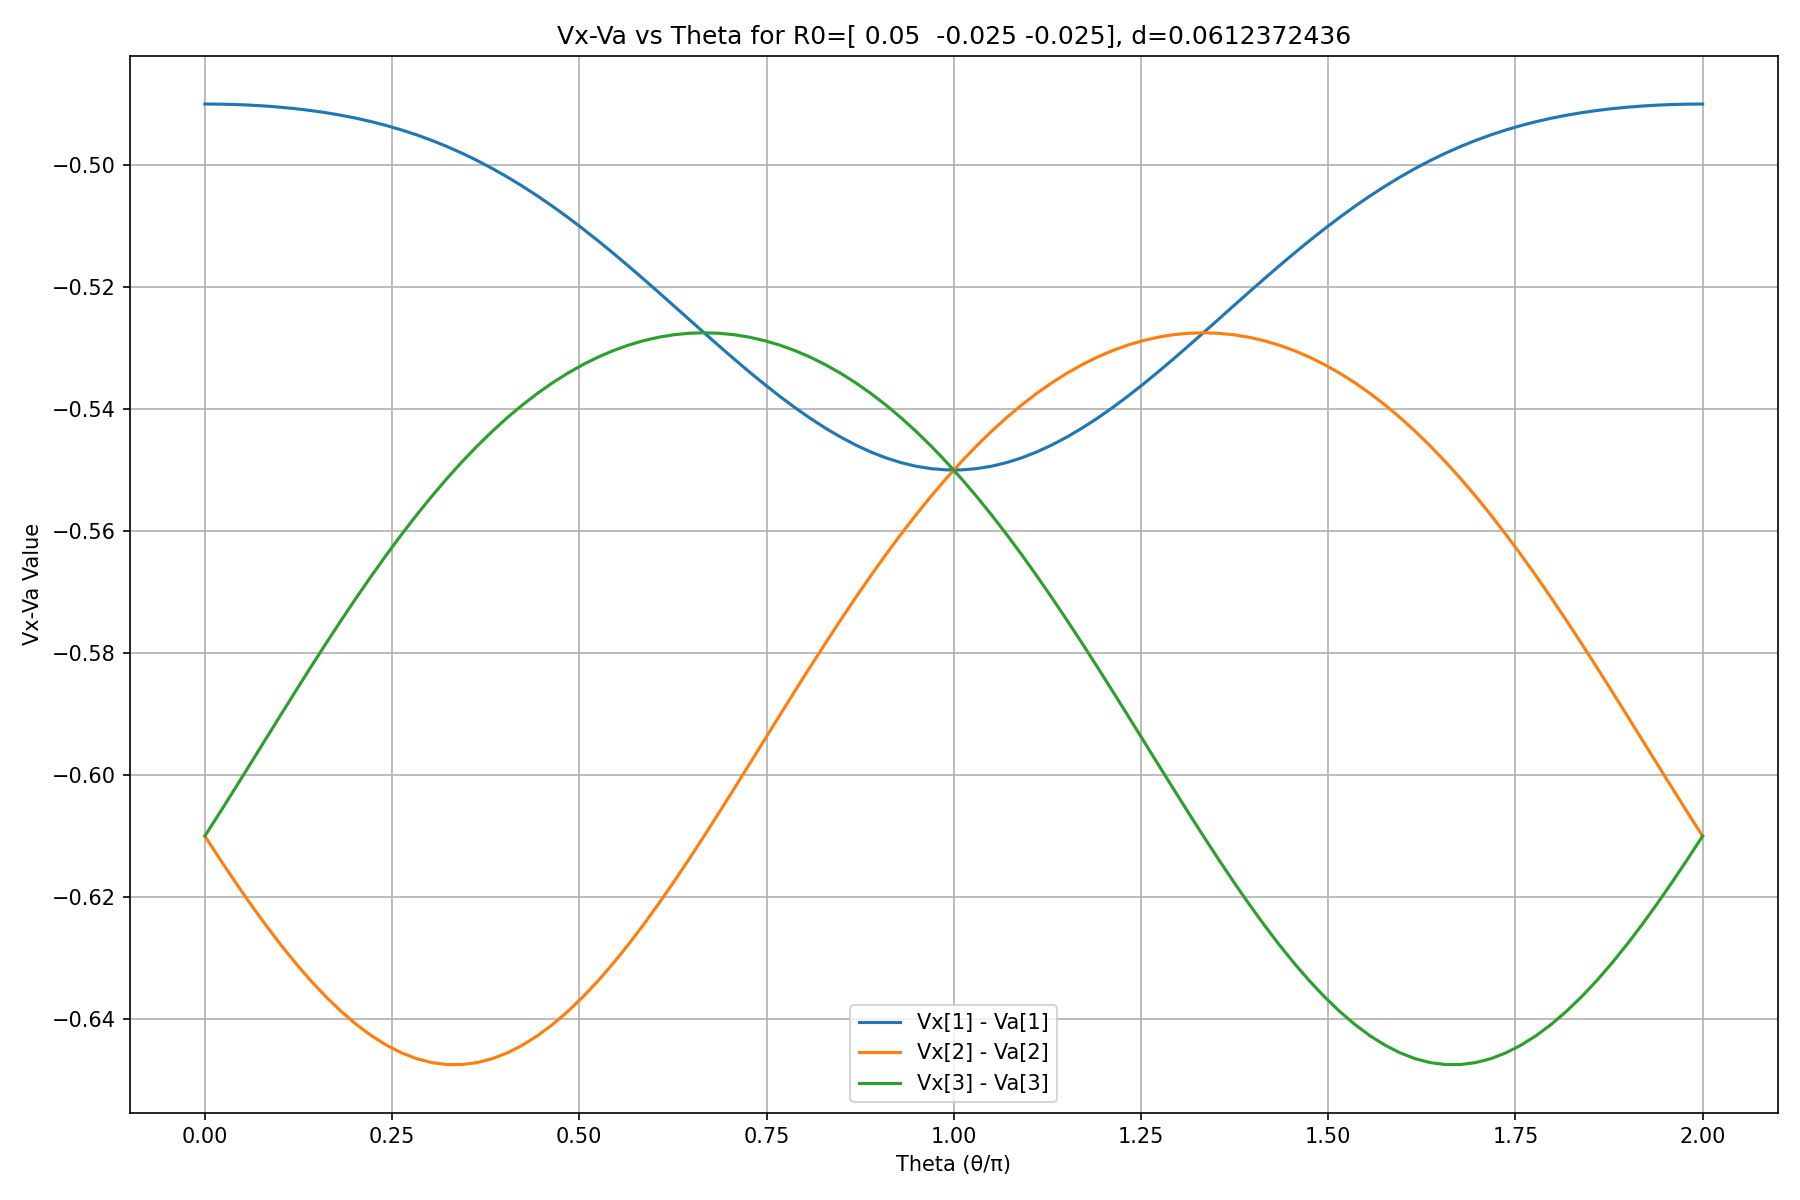 Vx-Va vs Theta for R0=[ 0.05  -0.025 -0.025], d=0.0612372436
Vx-Va Value
−0.50
−0.52
−0.54
−0.56
−0.58
−0.60
−0.62
−0.64
Vx[1] - Va[1]
Vx[2] - Va[2]
Vx[3] - Va[3]
0.00 0.25 0.50 0.75 1.00 1.25 1.50 1.75 2.00
Theta (θ/π)